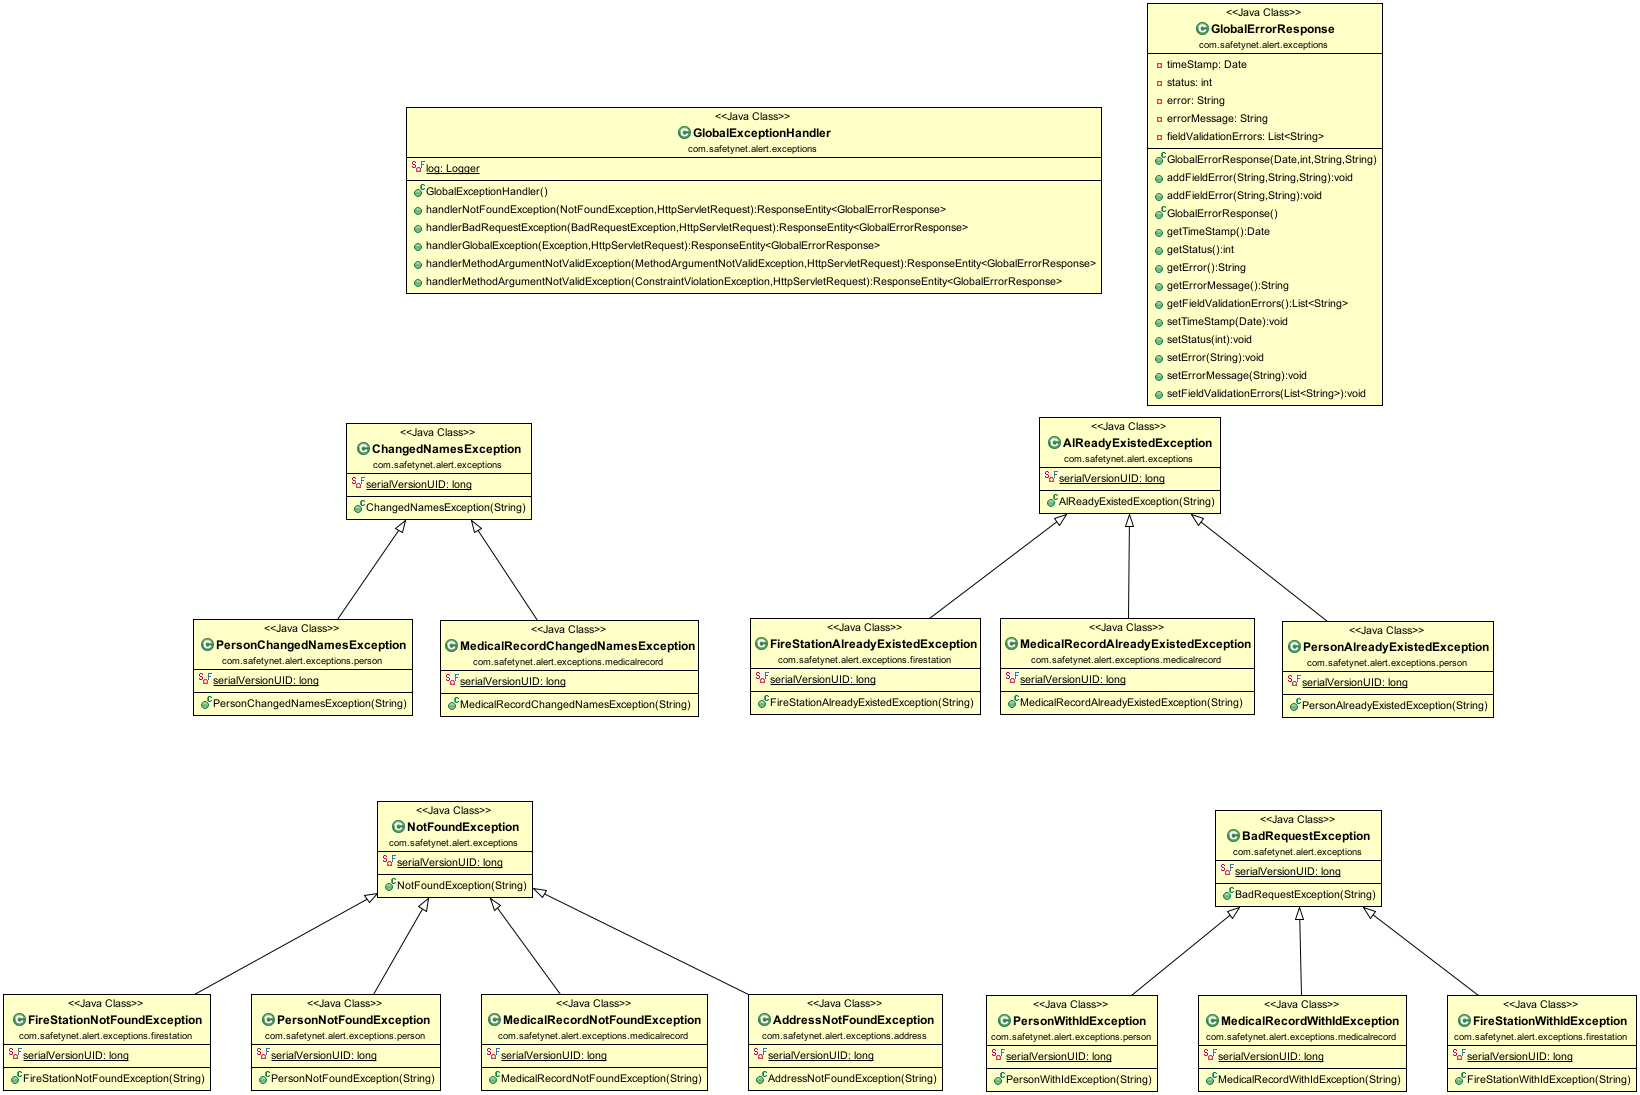 <<Java Class>>
GlobalErrorResponse
com.safetynet.alert.exceptions
timeStamp: Date
status: int
error: String
errorMessage: String
fieldValidationErrors: List<String>
GlobalErrorResponse(Date,int,String,String)
addFieldError(String,String,String):void
addFieldError(String,String):void
GlobalErrorResponse()
getTimeStamp():Date
getStatus():int
getError():String
getErrorMessage():String
getFieldValidationErrors():List<String>
setTimeStamp(Date):void
setStatus(int):void
setError(String):void
setErrorMessage(String):void
setFieldValidationErrors(List<String>):void
<<Java Class>>
GlobalExceptionHandler
com.safetynet.alert.exceptions
log: Logger
GlobalExceptionHandler()
handlerNotFoundException(NotFoundException,HttpServletRequest):ResponseEntity<GlobalErrorResponse>
handlerBadRequestException(BadRequestException,HttpServletRequest):ResponseEntity<GlobalErrorResponse>
handlerGlobalException(Exception,HttpServletRequest):ResponseEntity<GlobalErrorResponse>
handlerMethodArgumentNotValidException(MethodArgumentNotValidException,HttpServletRequest):ResponseEntity<GlobalErrorResponse>
handlerMethodArgumentNotValidException(ConstraintViolationException,HttpServletRequest):ResponseEntity<GlobalErrorResponse>
<<Java Class>>
ChangedNamesException
com.safetynet.alert.exceptions
serialVersionUID: long
ChangedNamesException(String)
<<Java Class>>
AlReadyExistedException
com.safetynet.alert.exceptions
serialVersionUID: long
AlReadyExistedException(String)
<<Java Class>>
PersonChangedNamesException
com.safetynet.alert.exceptions.person
serialVersionUID: long
PersonChangedNamesException(String)
<<Java Class>>
MedicalRecordChangedNamesException
com.safetynet.alert.exceptions.medicalrecord
serialVersionUID: long
MedicalRecordChangedNamesException(String)
<<Java Class>>
FireStationAlreadyExistedException
com.safetynet.alert.exceptions.firestation
serialVersionUID: long
FireStationAlreadyExistedException(String)
<<Java Class>>
MedicalRecordAlreadyExistedException
com.safetynet.alert.exceptions.medicalrecord
serialVersionUID: long
MedicalRecordAlreadyExistedException(String)
<<Java Class>>
PersonAlreadyExistedException
com.safetynet.alert.exceptions.person
serialVersionUID: long
PersonAlreadyExistedException(String)
<<Java Class>>
NotFoundException
com.safetynet.alert.exceptions
serialVersionUID: long
NotFoundException(String)
<<Java Class>>
BadRequestException
com.safetynet.alert.exceptions
serialVersionUID: long
BadRequestException(String)
<<Java Class>>
FireStationNotFoundException
com.safetynet.alert.exceptions.firestation
serialVersionUID: long
FireStationNotFoundException(String)
<<Java Class>>
PersonNotFoundException
com.safetynet.alert.exceptions.person
serialVersionUID: long
PersonNotFoundException(String)
<<Java Class>>
MedicalRecordNotFoundException
com.safetynet.alert.exceptions.medicalrecord
serialVersionUID: long
MedicalRecordNotFoundException(String)
<<Java Class>>
AddressNotFoundException
com.safetynet.alert.exceptions.address
serialVersionUID: long
AddressNotFoundException(String)
<<Java Class>>
PersonWithIdException
com.safetynet.alert.exceptions.person
serialVersionUID: long
PersonWithIdException(String)
<<Java Class>>
MedicalRecordWithIdException
com.safetynet.alert.exceptions.medicalrecord
serialVersionUID: long
MedicalRecordWithIdException(String)
<<Java Class>>
FireStationWithIdException
com.safetynet.alert.exceptions.firestation
serialVersionUID: long
FireStationWithIdException(String)